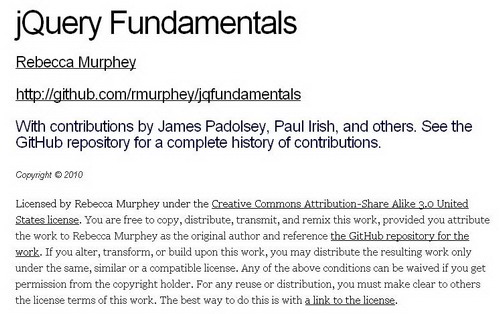 jQuery Fundamentals
Rebecca Murphey
http://github.com/rmurphey/jqfundamentals
With contributions by James Padolsey, Paul Irish, and others. See the
GitHub repository for a complete history of contributions.
Copyright © 2010
Licensed by Rebecca Murphey under the Creative Commons Attribution-Share Alike 3.0 United
States license. You are free to copy, distribute, transmit, and remix this work, provided you attribute
the work to Rebecca Murphey as the original author and reference the GitHub repository for the
work. If you alter, transform, or build upon this work, you may distribute the resulting work only
under the same, similar or a compatible license. Any of the above conditions can be waived if you get
permission from the copyright holder. For any reuse or distribution, you must make clear to others
the license terms of this work. The best way to do this is with a link to the license.